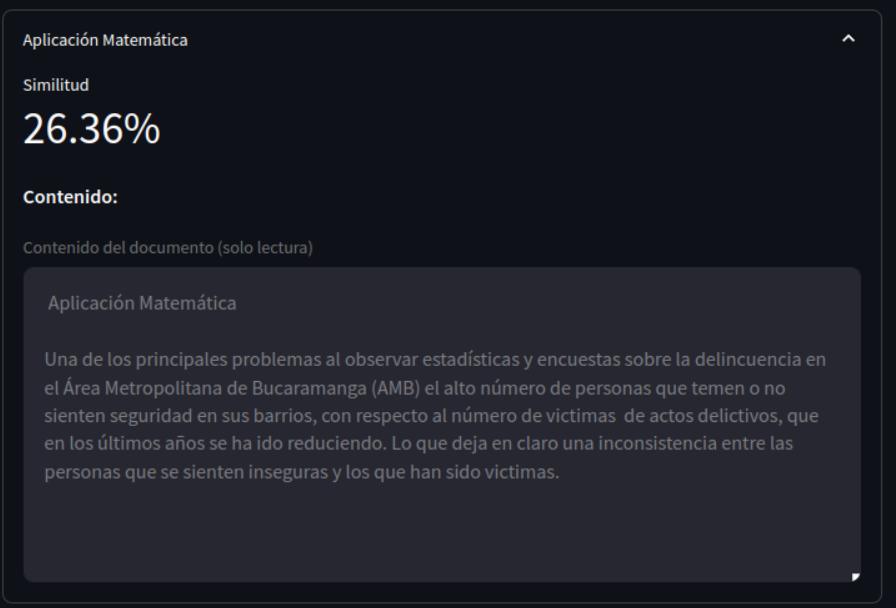 Aplicación Matemática
Similitud
26.36%
Contenido:
Contenido del documento (solo lectura)
Aplicación Matemática
Una de los principales problemas al observar estadísticas y encuestas sobre la delincuencia en
el Área Metropolitana de Bucaramanga (AMB) el alto número de personas que temen o no
sienten seguridad en sus barrios, con respecto al número de victimas  de actos delictivos, que
en los últimos años se ha ido reduciendo. Lo que deja en claro una inconsistencia entre las
personas que se sienten inseguras y los que han sido victimas.